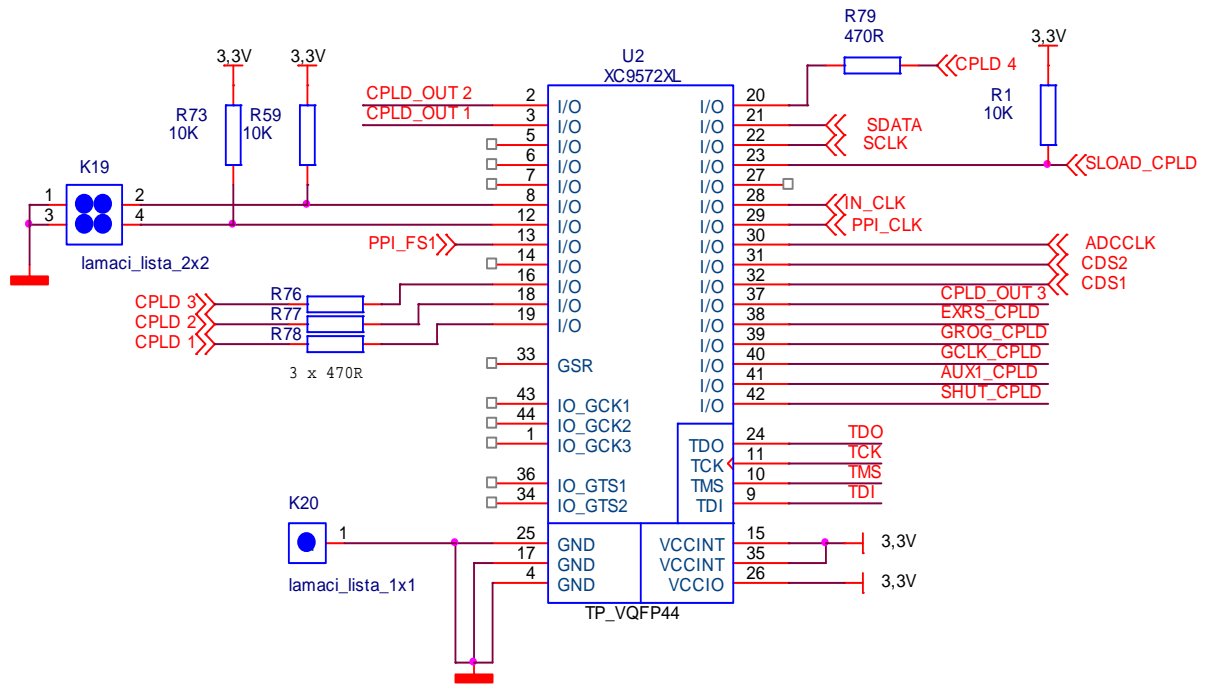 R79
470R
3,3V
CPLD 4
U2
XC9572XL
3,3V 3,3V
R73
10K
R59
10K
R1
10K
CPLD_OUT 2 2 I/O I/O 20
CPLD_OUT 1 3 I/O I/O 21 SDATA
5 I/O I/O 22 SCLK
6 I/O I/O 23 SLOAD_CPLD
7 I/O I/O 27
K19
1 2 8 I/O I/O 28 IN_CLK
3 4 12 I/O I/O 29 PPI_CLK
PPI_FS1 13 I/O I/O 30 ADCCLK
lamaci_lista_2x2
14 I/O I/O 31 CDS2
16 I/O I/O 32 CDS1
CPLD 3 R76 18 I/O I/O 37 CPLD_OUT 3
CPLD 2 R77 19 I/O I/O 38 EXRS_CPLD
CPLD 1 R78 I/O 39 GROG_CPLD
3 x 470R
33 GSR I/O 40 GCLK_CPLD
I/O 41 AUX1_CPLD
43 IO_GCK1 I/O 42 SHUT_CPLD
44 IO_GCK2
1 IO_GCK3 TDO 24 TDO
TCK 11 TCK
36 IO_GTS1 TMS 10 TMS
34 IO_GTS2 TDI 9 TDI
K20
1 25 GND VCCINT 15 3,3V
17 GND VCCINT 35
4 GND VCCIO 26 3,3V
lamaci_lista_1x1
TP_VQFP44